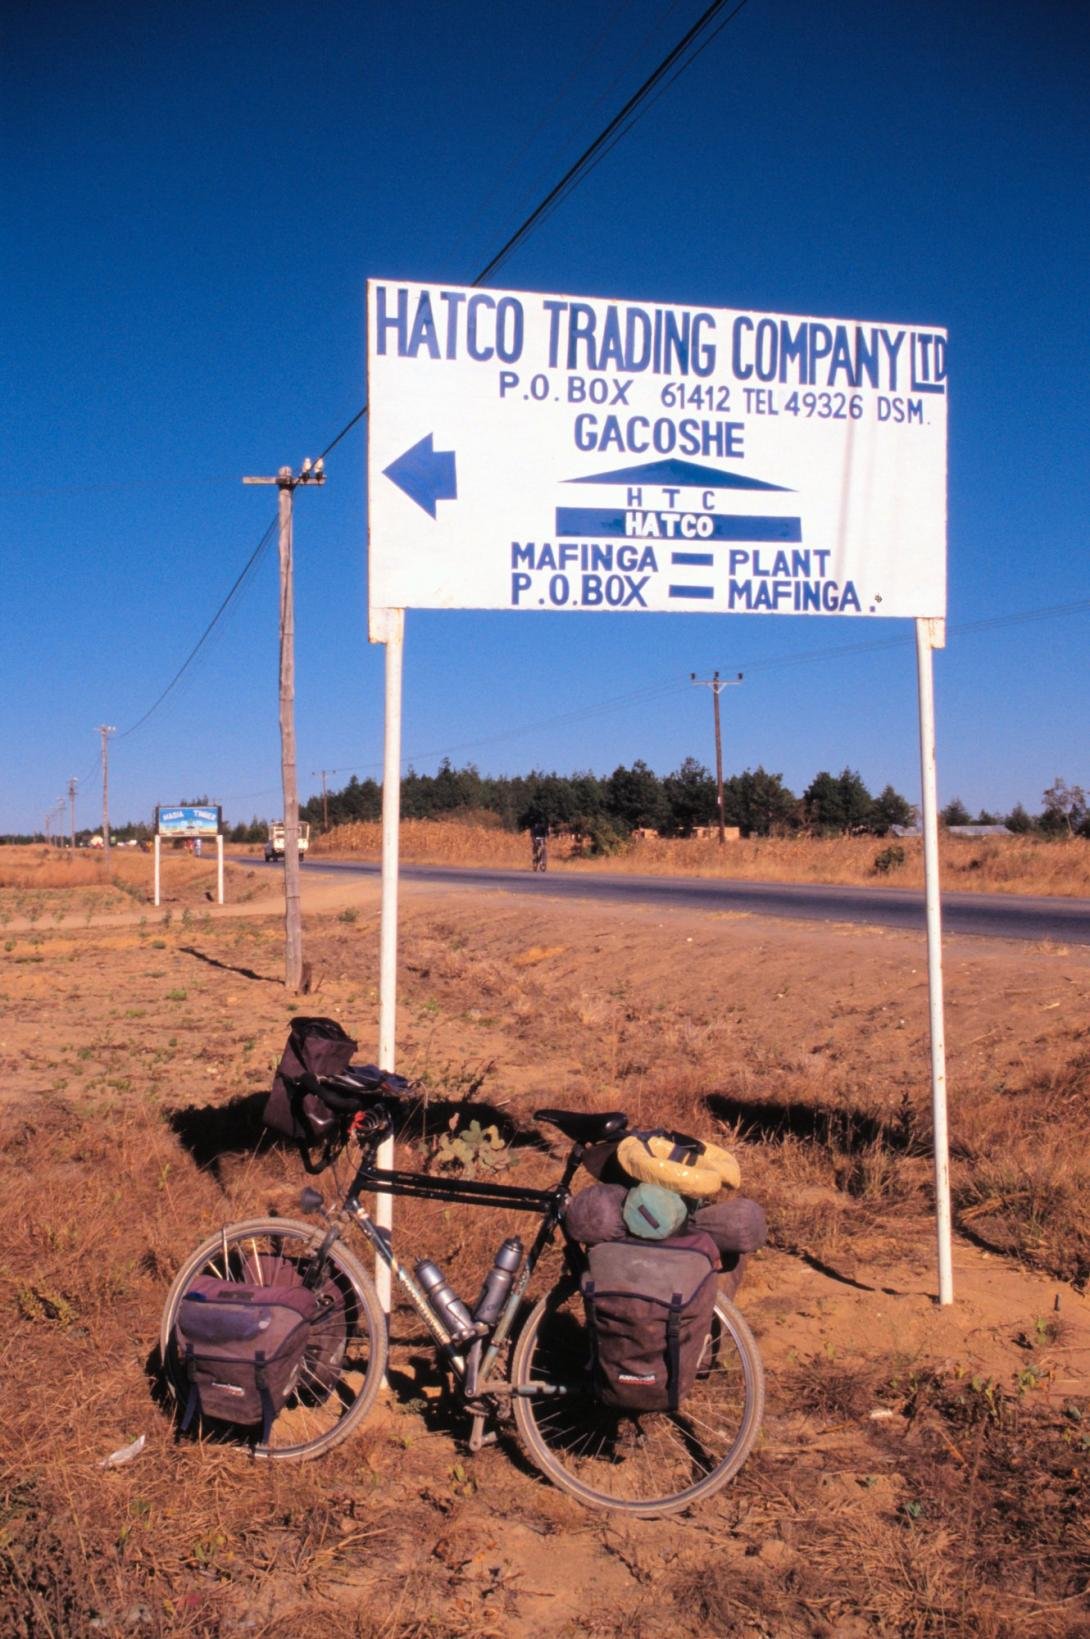 HATCO TRADING COMPANY LTD
P.O. BOX 61412 TEL 49326 DSM.
GACOSHE
H T C
HATCO
MAFINGA = PLANT
P.O.BOX = MAFINGA.